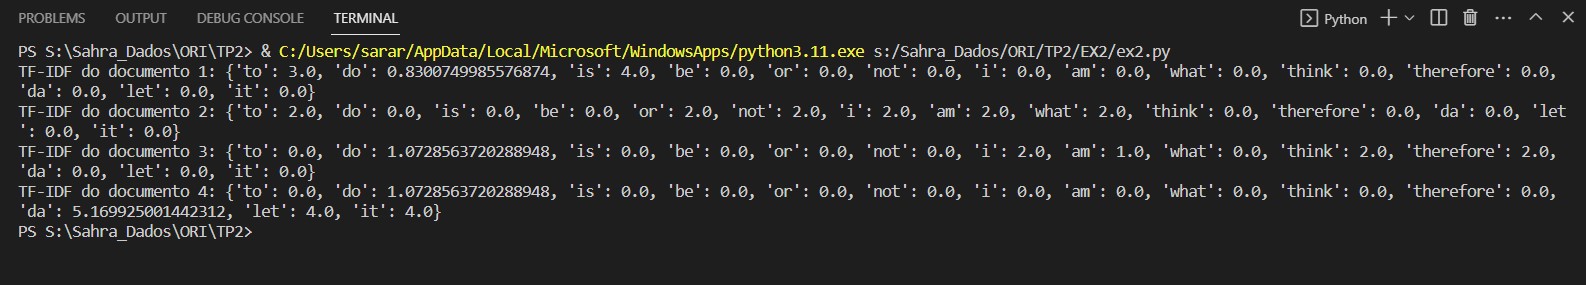 PROBLEMS OUTPUT DEBUG CONSOLE TERMINAL Python
PS S:\Sahra_Dados\ORI\TP2> & C:/Users/sarar/AppData/Local/Microsoft/WindowsApps/python3.11.exe s:/Sahra_Dados/ORI/TP2/EX2/ex2.py
TF-IDF do documento 1: {'to': 3.0, 'do': 0.8300749985576874, 'is': 4.0, 'be': 0.0, 'or': 0.0, 'not': 0.0, 'i': 0.0, 'am': 0.0, 'what': 0.0, 'think': 0.0, 'therefore': 0.0,
'da': 0.0, 'let': 0.0, 'it': 0.0}
TF-IDF do documento 2: {'to': 2.0, 'do': 0.0, 'is': 0.0, 'be': 0.0, 'or': 2.0, 'not': 2.0, 'i': 2.0, 'am': 2.0, 'what': 2.0, 'think': 0.0, 'therefore': 0.0, 'da': 0.0, 'let
': 0.0, 'it': 0.0}
TF-IDF do documento 3: {'to': 0.0, 'do': 1.0728563720288948, 'is': 0.0, 'be': 0.0, 'or': 0.0, 'not': 0.0, 'i': 2.0, 'am': 1.0, 'what': 0.0, 'think': 2.0, 'therefore': 2.0,
'da': 0.0, 'let': 0.0, 'it': 0.0}
TF-IDF do documento 4: {'to': 0.0, 'do': 1.0728563720288948, 'is': 0.0, 'be': 0.0, 'or': 0.0, 'not': 0.0, 'i': 0.0, 'am': 0.0, 'what': 0.0, 'think': 0.0, 'therefore': 0.0,
'da': 5.169925001442312, 'let': 4.0, 'it': 4.0}
PS S:\Sahra_Dados\ORI\TP2>